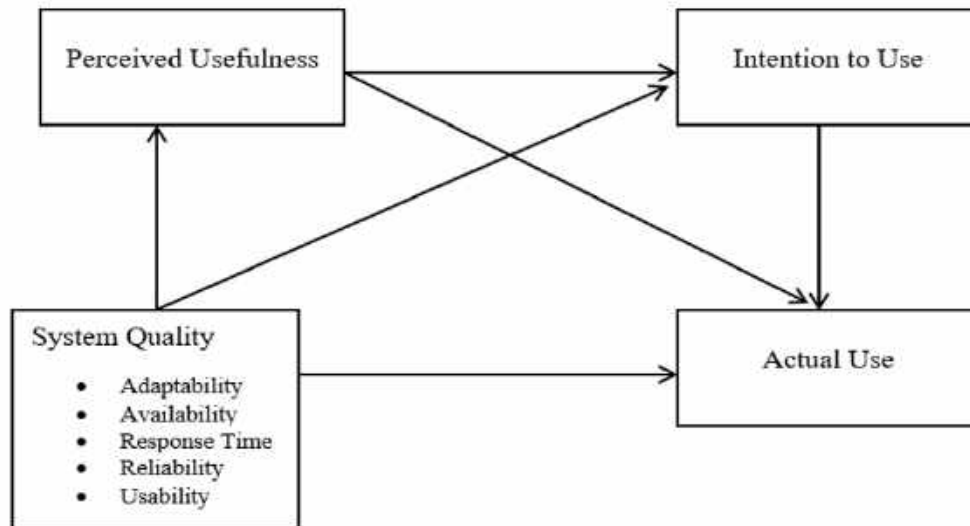 Perceived Usefulness
Intention to Use
System Quality
• Adaptability
• Availability
• Response Time
• Reliability
• Usability
Actual Use